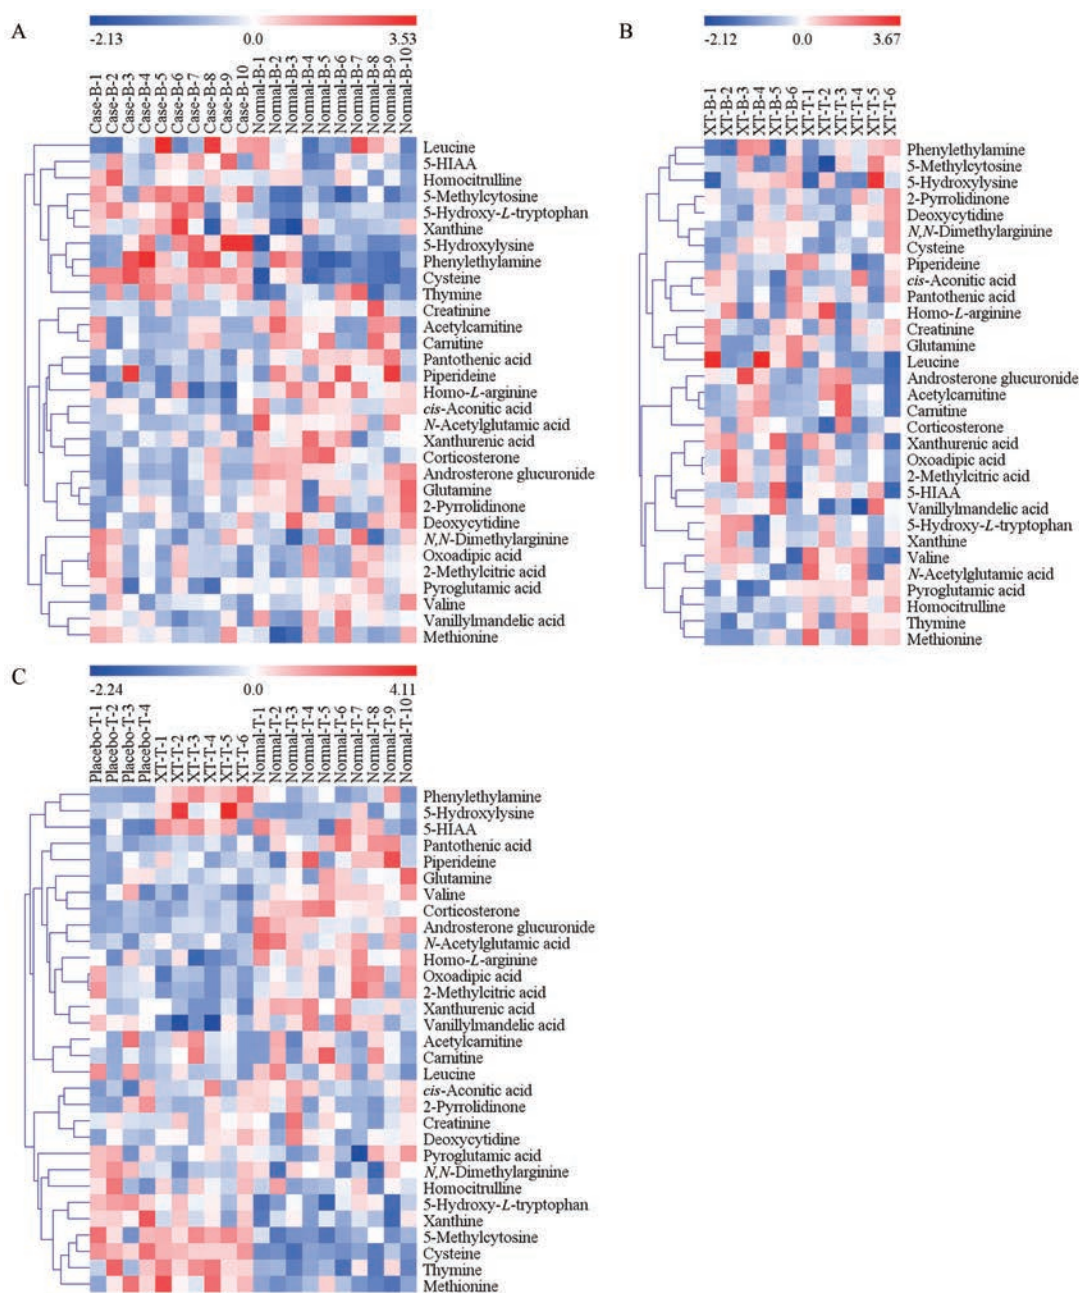 A
-2.13 0.0 3.53
Case-B-1
Case-B-2
Case-B-3
Case-B-4
Case-B-5
Case-B-6
Case-B-7
Case-B-8
Case-B-9
Case-B-10
Normal-B-1
Normal-B-2
Normal-B-3
Normal-B-4
Normal-B-5
Normal-B-6
Normal-B-7
Normal-B-8
Normal-B-9
Normal-B-10
Leucine
5-HIAA
Homocitrulline
5-Methylcytosine
5-Hydroxy-L-tryptophan
Xanthine
5-Hydroxylysine
Phenylethylamine
Cysteine
Thymine
Creatinine
Acetylcarnitine
Carnitine
Pantothenic acid
Piperideine
Homo-L-arginine
cis-Aconitic acid
N-Acetylglutamic acid
Xanthurenic acid
Corticosterone
Androsterone glucuronide
Glutamine
2-Pyrrolidinone
Deoxycytidine
N,N-Dimethylarginine
Oxoadipic acid
2-Methylcitric acid
Pyroglutamic acid
Valine
Vanillylmandelic acid
Methionine
B
-2.12 0.0 3.67
XT-B-1
XT-B-2
XT-B-3
XT-B-4
XT-B-5
XT-B-6
XT-T-1
XT-T-2
XT-T-3
XT-T-4
XT-T-5
XT-T-6
Phenylethylamine
5-Methylcytosine
5-Hydroxylysine
2-Pyrrolidinone
Deoxycytidine
N,N-Dimethylarginine
Cysteine
Piperideine
cis-Aconitic acid
Pantothenic acid
Homo-L-arginine
Creatinine
Glutamine
Leucine
Androsterone glucuronide
Acetylcarnitine
Carnitine
Corticosterone
Xanthurenic acid
Oxoadipic acid
2-Methylcitric acid
5-HIAA
Vanillylmandelic acid
5-Hydroxy-L-tryptophan
Xanthine
Valine
N-Acetylglutamic acid
Pyroglutamic acid
Homocitrulline
Thymine
Methionine
C
-2.24 0.0 4.11
Placebo-T-1
Placebo-T-2
Placebo-T-3
Placebo-T-4
XT-T-1
XT-T-2
XT-T-3
XT-T-4
XT-T-5
XT-T-6
Normal-T-1
Normal-T-2
Normal-T-3
Normal-T-4
Normal-T-5
Normal-T-6
Normal-T-7
Normal-T-8
Normal-T-9
Normal-T-10
Phenylethylamine
5-Hydroxylysine
5-HIAA
Pantothenic acid
Piperideine
Glutamine
Valine
Corticosterone
Androsterone glucuronide
N-Acetylglutamic acid
Homo-L-arginine
Oxoadipic acid
2-Methylcitric acid
Xanthurenic acid
Vanillylmandelic acid
Acetylcarnitine
Carnitine
Leucine
cis-Aconitic acid
2-Pyrrolidinone
Creatinine
Deoxycytidine
Pyroglutamic acid
N,N-Dimethylarginine
Homocitrulline
5-Hydroxy-L-tryptophan
Xanthine
5-Methylcytosine
Cysteine
Thymine
Methionine